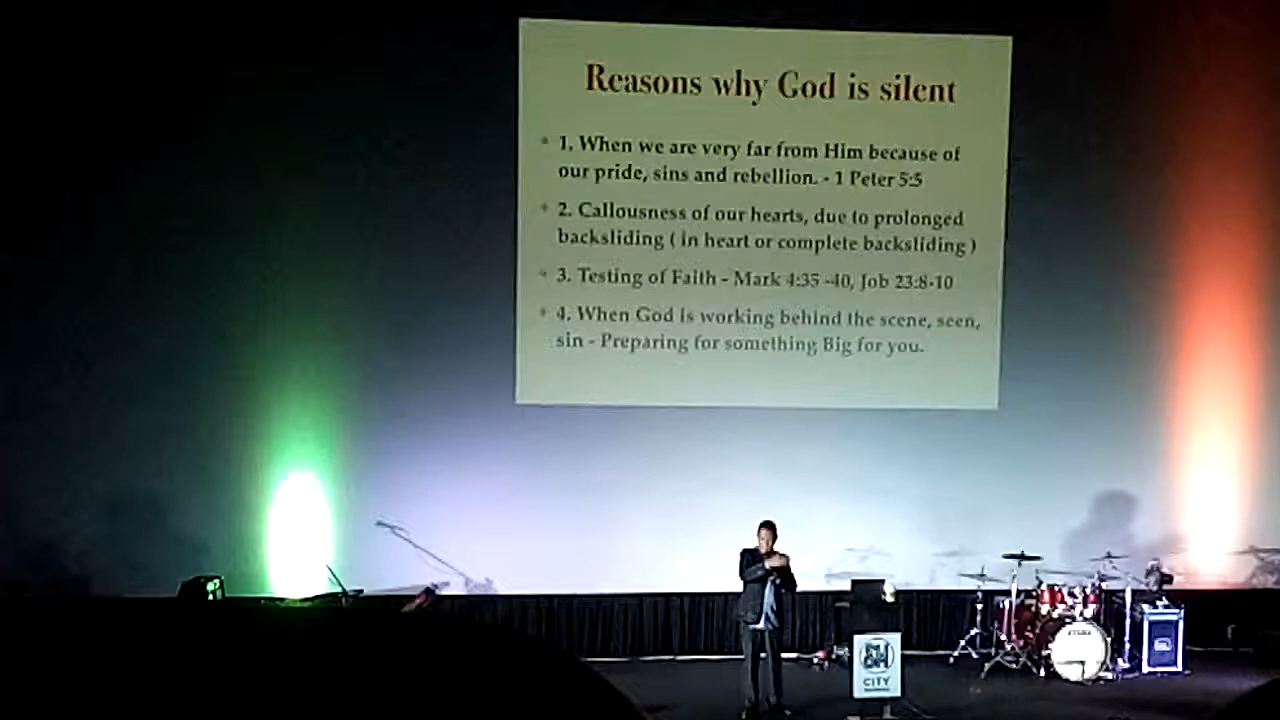 Reasons why God is silent
1. When we are very far from Him because of
our pride, sins and rebellion. - 1 Peter 5:5
2. Callousness of our hearts, due to prolonged
backsliding ( in heart or complete backsliding )
3. Testing of Faith - Mark 4:35 -40, Job 23:8-10
4. When God is working behind the scene, seen,
sin - Preparing for something Big for you.
SM
CITY
TAMA